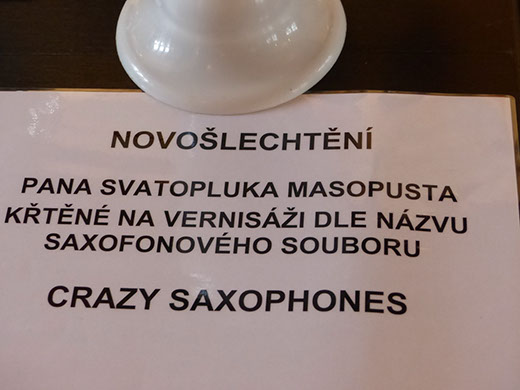 NOVOŠLECHTĚNÍ
PANA SVATOPLUKA MASOPUSTA
KŘTĚNÉ NA VERNISÁŽI DLE NÁZVU
SAXOFONOVÉHO SOUBORU
CRAZY SAXOPHONES